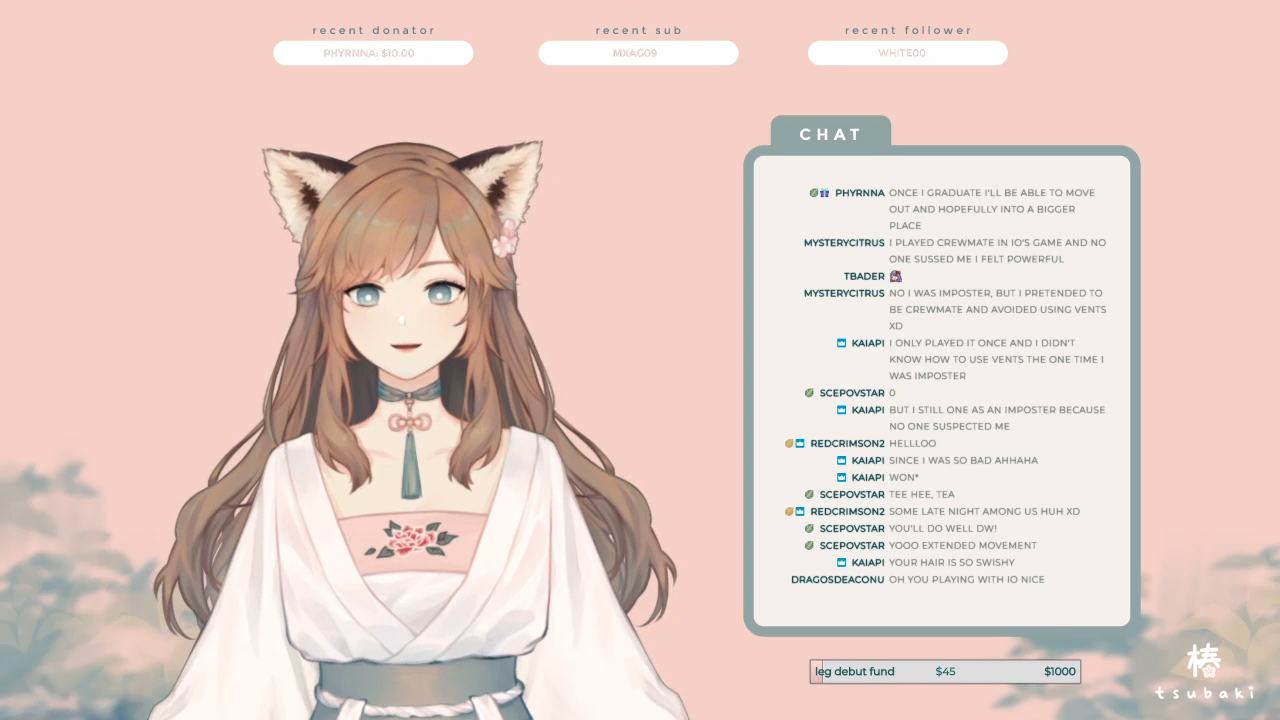 recent donator
PHYRNNA: $10.00
recent sub
MXAG09
recent follower
WHITE00
CHAT
PHYRNNA ONCE I GRADUATE I'LL BE ABLE TO MOVE
OUT AND HOPEFULLY INTO A BIGGER
PLACE
MYSTERYCITRUS I PLAYED CREWMATE IN IO'S GAME AND NO
ONE SUSSED ME I FELT POWERFUL
TBADER
MYSTERYCITRUS NO I WAS IMPOSTER, BUT I PRETENDED TO
BE CREWMATE AND AVOIDED USING VENTS
XD
KAIAPI I ONLY PLAYED IT ONCE AND I DIDN'T
KNOW HOW TO USE VENTS THE ONE TIME I
WAS IMPOSTER
SCEPOVSTAR O
KAIAPI BUT I STILL ONE AS AN IMPOSTER BECAUSE
NO ONE SUSPECTED ME
REDCRIMSON2 HELLLOO
KAIAPI SINCE I WAS SO BAD AHHAHA
KAIAPI WON*
SCEPOVSTAR TEE HEE, TEA
REDCRIMSON2 SOME LATE NIGHT AMONG US HUH XD
SCEPOVSTAR YOU'LL DO WELL DW!
SCEPOVSTAR YOOO EXTENDED MOVEMENT
KAIAPI YOUR HAIR IS SO SWISHY
DRAGOSDEACONU OH YOU PLAYING WITH IO NICE
leg debut fund $45 $1000
椿
tsubaki